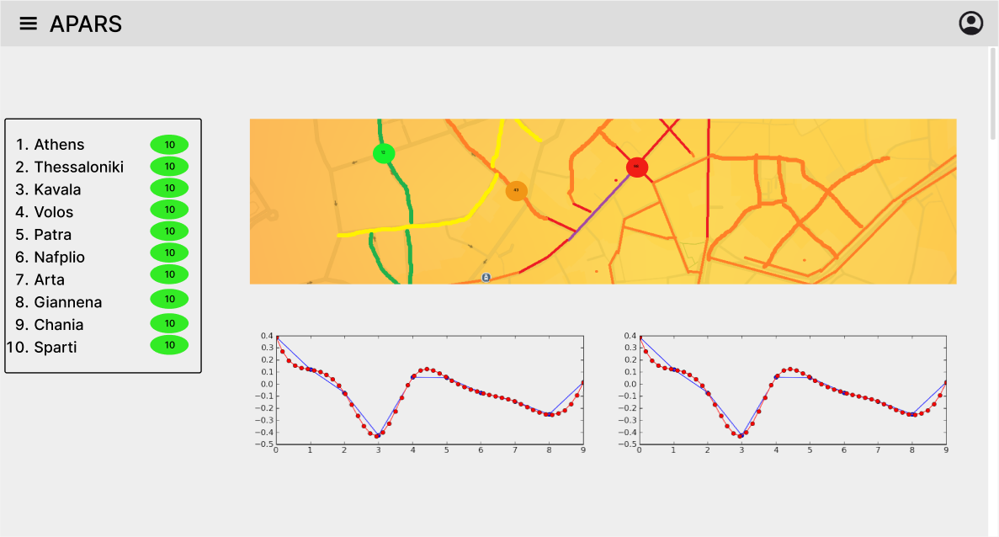 APARS
1. Athens 10
2. Thessaloniki 10
3. Kavala 10
4. Volos 10
5. Patra 10
6. Nafplio 10
7. Arta 10
8. Giannena 10
9. Chania 10
10. Sparti 10
43
0.4
0.3
0.2
0.1
0.0
−0.1
−0.2
−0.3
−0.4
−0.5
0 1 2 3 4 5 6 7 8 9
0.4
0.3
0.2
0.1
0.0
−0.1
−0.2
−0.3
−0.4
−0.5
0 1 2 3 4 5 6 7 8 9